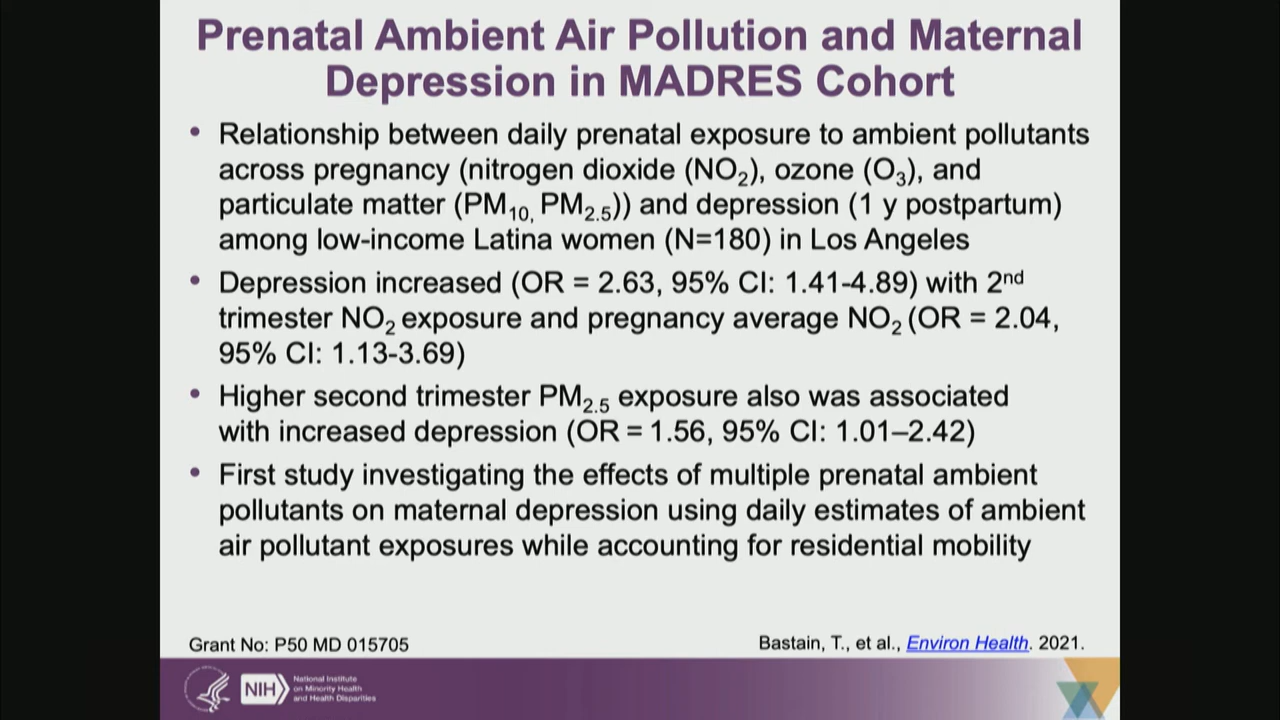 Prenatal Ambient Air Pollution and Maternal
Depression in MADRES Cohort
• Relationship between daily prenatal exposure to ambient pollutants
across pregnancy (nitrogen dioxide (NO₂), ozone (O₃), and
particulate matter (PM₁₀, PM₂.₅)) and depression (1 y postpartum)
among low-income Latina women (N=180) in Los Angeles
• Depression increased (OR = 2.63, 95% CI: 1.41-4.89) with 2ⁿᵈ
trimester NO₂ exposure and pregnancy average NO₂ (OR = 2.04,
95% CI: 1.13-3.69)
• Higher second trimester PM₂.₅ exposure also was associated
with increased depression (OR = 1.56, 95% CI: 1.01–2.42)
• First study investigating the effects of multiple prenatal ambient
pollutants on maternal depression using daily estimates of ambient
air pollutant exposures while accounting for residential mobility
Grant No: P50 MD 015705
Bastain, T., et al., Environ Health. 2021.
NIH
National Institute
on Minority Health
and Health Disparities